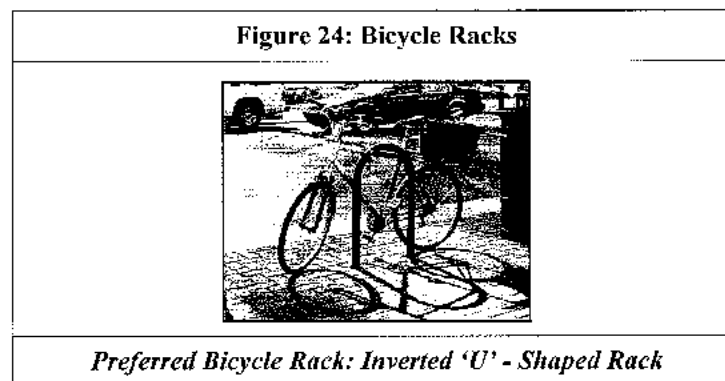 Figure 24: Bicycle Racks
Preferred Bicycle Rack: Inverted ‘U’ - Shaped Rack